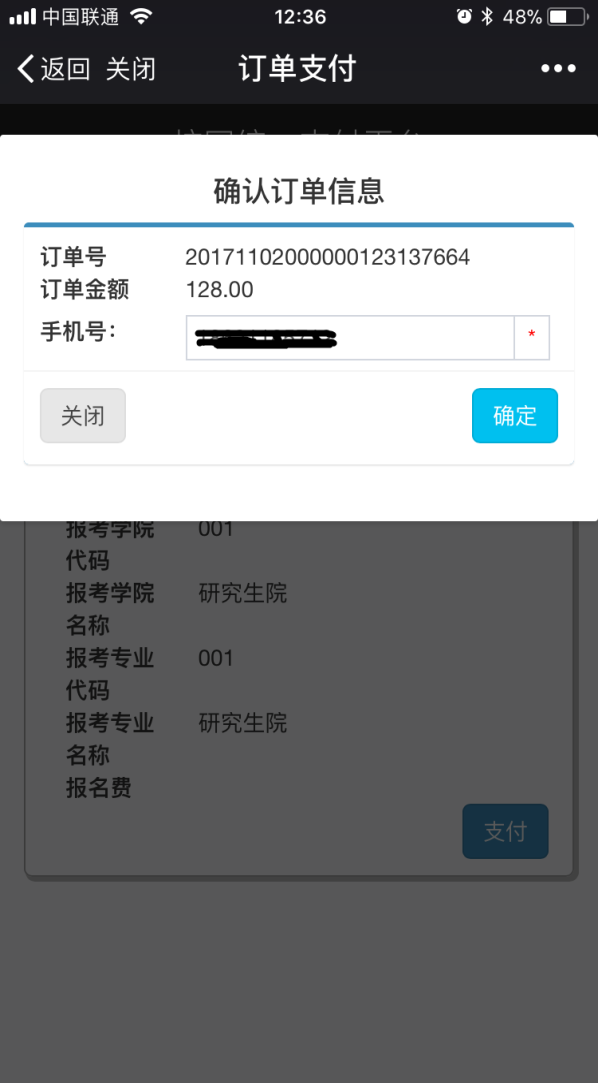 中国联通 12:36 48%
返回 关闭 订单支付
确认订单信息
订单号 20171102000000123137664
订单金额 128.00
手机号： *
关闭 确定
报考学院 001
代码
报考学院 研究生院
名称
报考专业 001
代码
报考专业 研究生院
名称
报名费
支付